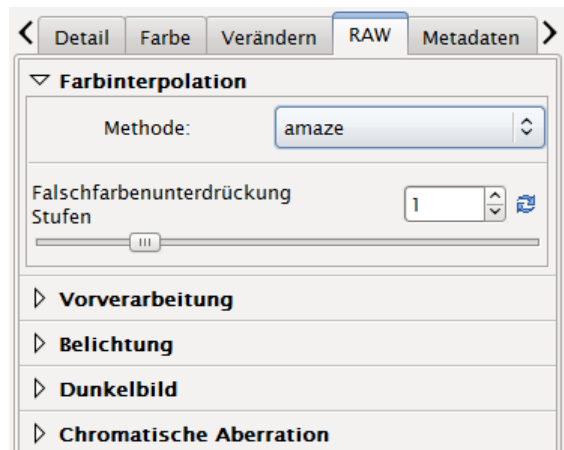 Detail Farbe Verändern RAW Metadaten
Farbinterpolation
Methode: amaze
Falschfarbenunterdrückung
Stufen
1
Vorverarbeitung
Belichtung
Dunkelbild
Chromatische Aberration